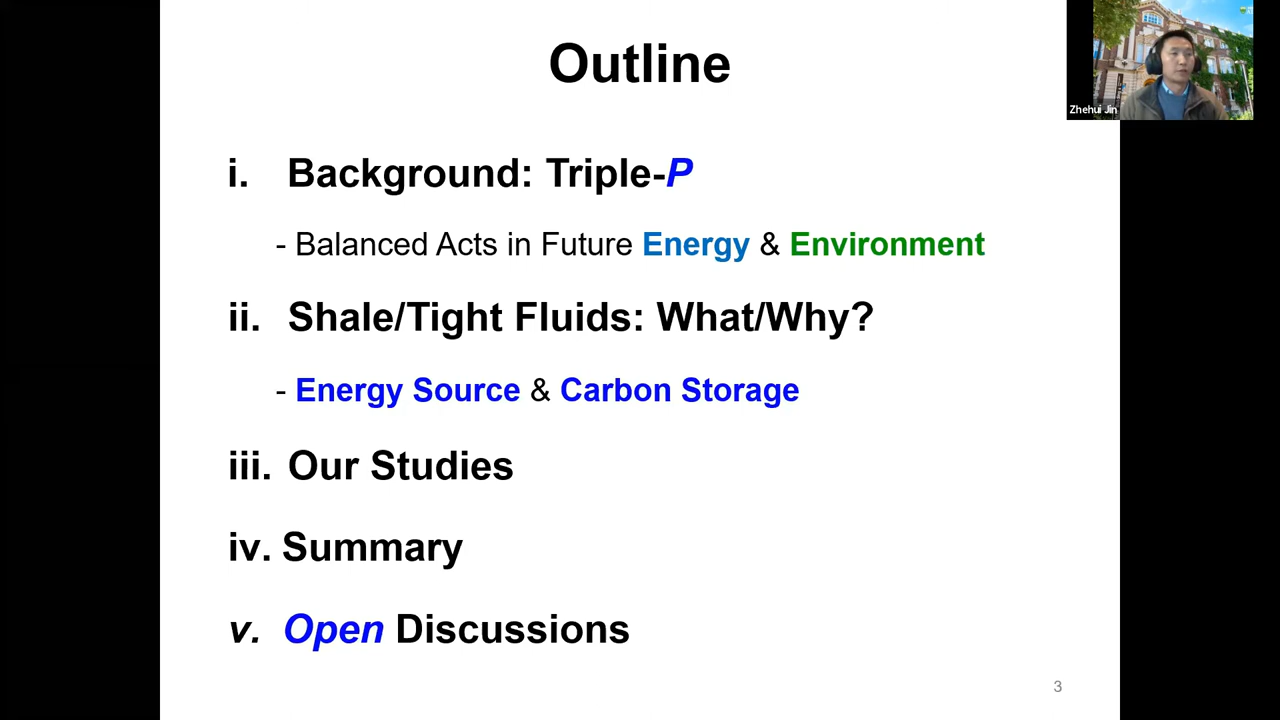 Outline
Zhehui Jin
i. Background: Triple-P
- Balanced Acts in Future Energy & Environment
ii. Shale/Tight Fluids: What/Why?
- Energy Source & Carbon Storage
iii. Our Studies
iv. Summary
v. Open Discussions
3